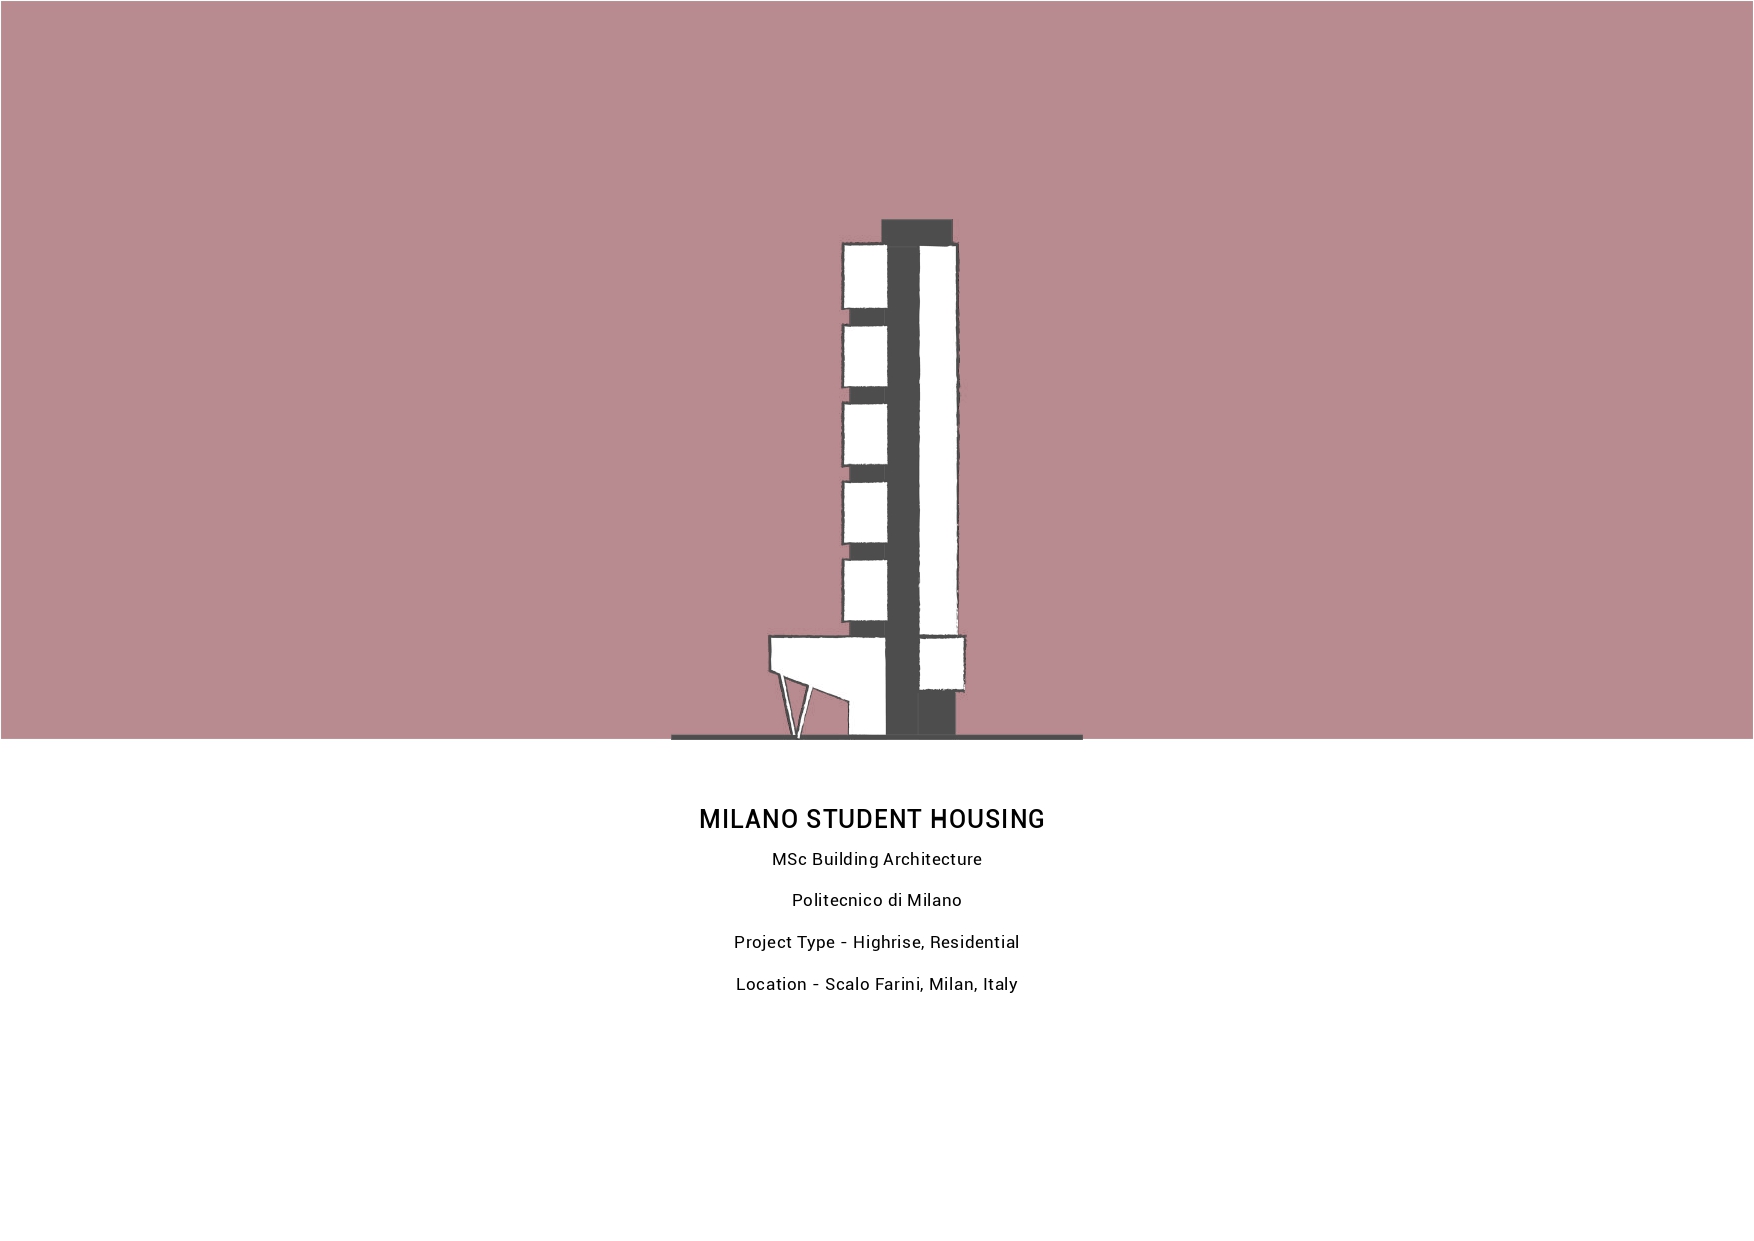 MILANO STUDENT HOUSING
MSc Building Architecture
Politecnico di Milano
Project Type - Highrise, Residential
Location - Scalo Farini, Milan, Italy